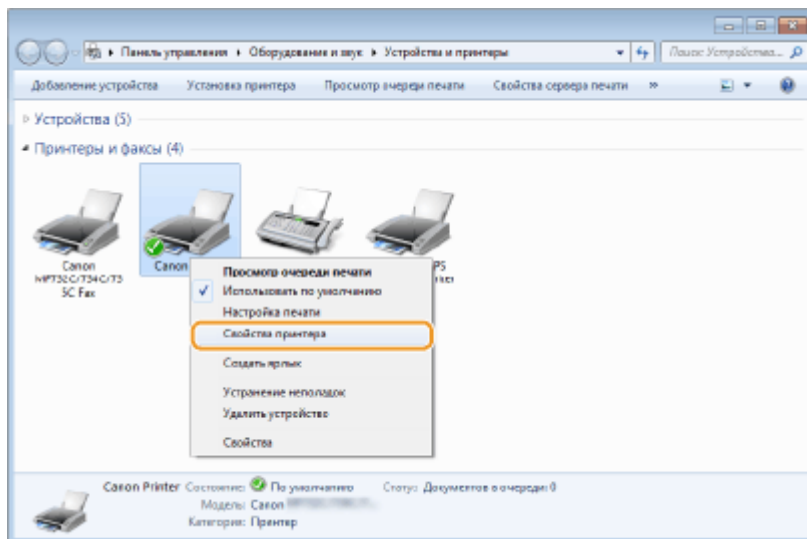 Панель управления ▸ Оборудование и звук ▸ Устройства и принтеры
Поиск: Устройства...
Добавление устройства Установка принтера Просмотр очереди печати Свойства сервера печати »
Устройства (5)
Принтеры и факсы (4)
Canon
MF732C/734C/73
5C Fax
Canon
PS
Просмотр очереди печати
Использовать по умолчанию
Настройка печати
Свойства принтера
Создать ярлык
Устранение неполадок
Удалить устройство
Свойства
Canon Printer Состояние: По умолчанию Статус: Документов в очереди: 0
Модель: Canon
Категория: Принтер